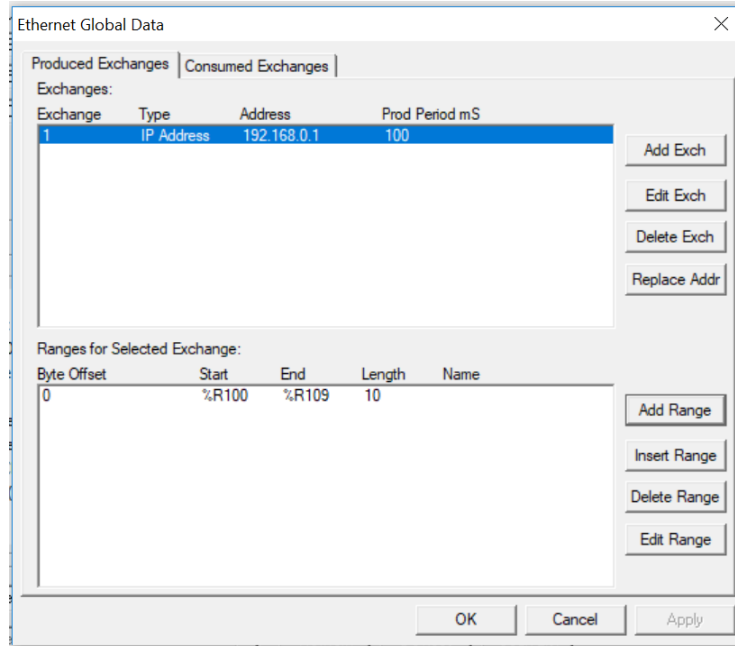 Ethernet Global Data
Produced Exchanges Consumed Exchanges
Exchanges:
Exchange Type Address Prod Period mS
1 IP Address 192.168.0.1 100
Add Exch
Edit Exch
Delete Exch
Replace Addr
Ranges for Selected Exchange:
Byte Offset Start End Length Name
0 %R100 %R109 10
Add Range
Insert Range
Delete Range
Edit Range
OK Cancel Apply